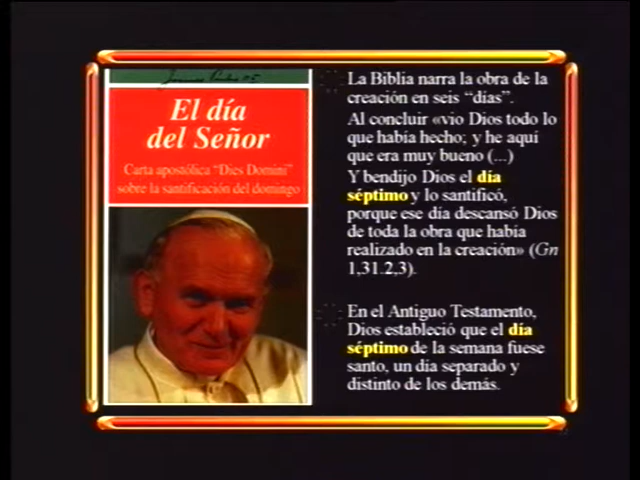 El día
del Señor
Carta apostólica "Dies Domini"
sobre la santificación del domingo
La Biblia narra la obra de la
creación en seis “días”.
Al concluir «vio Dios todo lo
que había hecho; y he aquí
que era muy bueno (...)
Y bendijo Dios el día
séptimo y lo santificó,
porque ese día descansó Dios
de toda la obra que había
realizado en la creación» (Gn
1,31.2,3).
En el Antiguo Testamento,
Dios estableció que el día
séptimo de la semana fuese
santo, un día separado y
distinto de los demás.